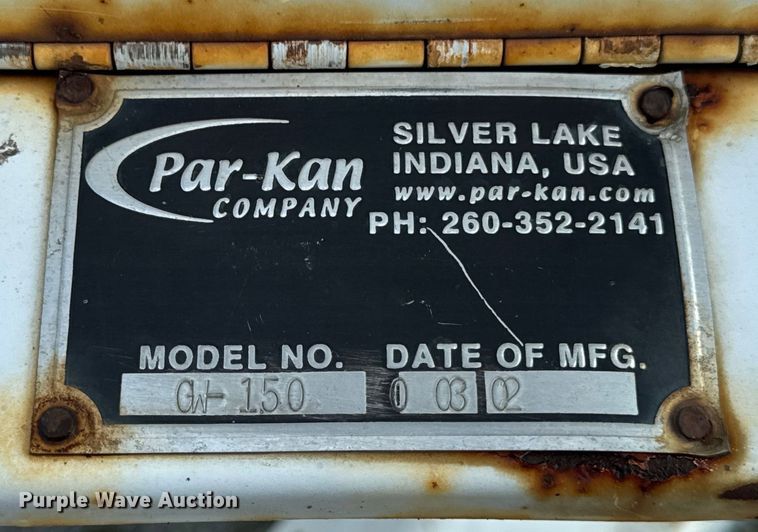 Par-Kan
COMPANY
SILVER LAKE
INDIANA, USA
www.par-kan.com
PH: 260-352-2141
MODEL NO.
GW-150
DATE OF MFG.
0 03 02
Purple Wave Auction